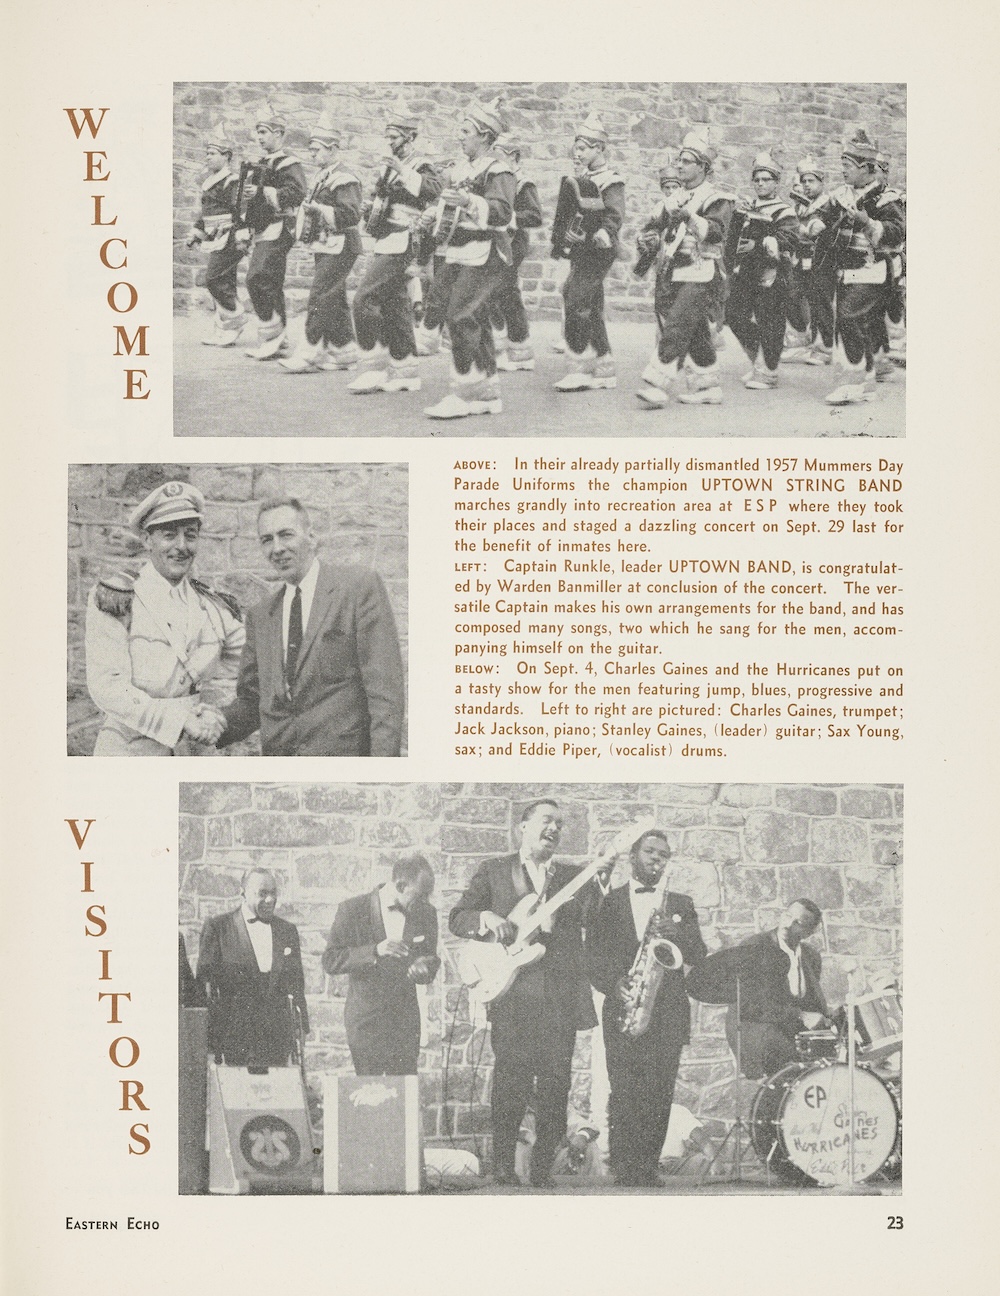 WELCOME
ABOVE: In their already partially dismantled 1957 Mummers Day
Parade Uniforms the champion UPTOWN STRING BAND
marches grandly into recreation area at E S P where they took
their places and staged a dazzling concert on Sept. 29 last for
the benefit of inmates here.
LEFT: Captain Runkle, leader UPTOWN BAND, is congratulat-
ed by Warden Banmiller at conclusion of the concert. The ver-
satile Captain makes his own arrangements for the band, and has
composed many songs, two which he sang for the men, accom-
panying himself on the guitar.
BELOW: On Sept. 4, Charles Gaines and the Hurricanes put on
a tasty show for the men featuring jump, blues, progressive and
standards. Left to right are pictured: Charles Gaines, trumpet;
Jack Jackson, piano; Stanley Gaines, (leader) guitar; Sax Young,
sax; and Eddie Piper, (vocalist) drums.
VISITORS
EP
Gaines
HURRICANES
EASTERN ECHO
23